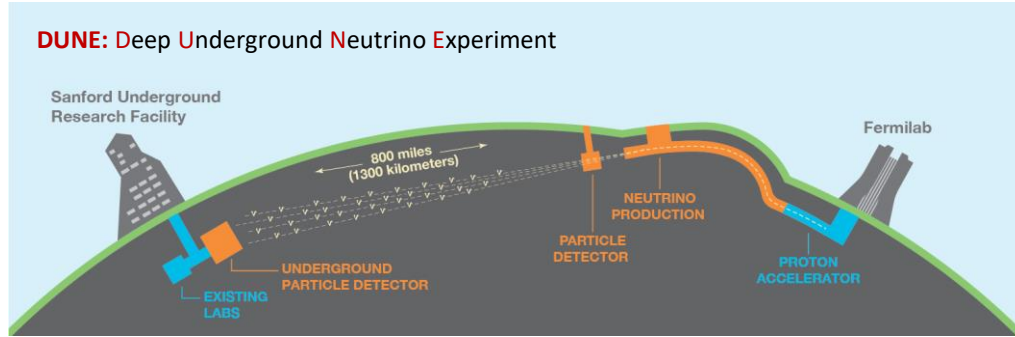 DUNE: Deep Underground Neutrino Experiment
Sanford Underground
Research Facility
Fermilab
800 miles
(1300 kilometers)
v v v v v v v v v v v v v v v v v v v v v v v v v
NEUTRINO
PRODUCTION
PARTICLE
DETECTOR
PROTON
ACCELERATOR
UNDERGROUND
PARTICLE DETECTOR
EXISTING
LABS